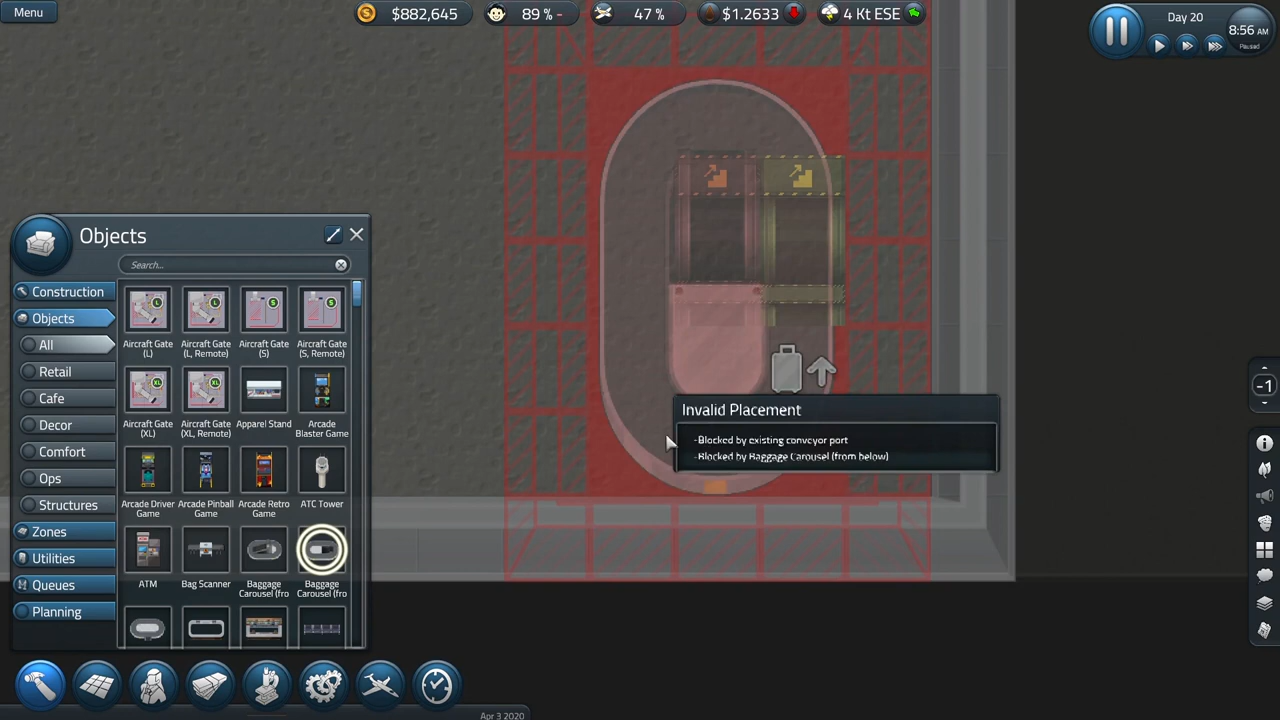 Menu
$882,645
89 % -
47 %
$1.2633
4 Kt ESE
Day 20
8:56 AM
Paused
Objects
Search...
Construction
Objects
All
Retail
Cafe
Decor
Comfort
Ops
Structures
Zones
Utilities
Queues
Planning
Aircraft Gate (L)
Aircraft Gate (L, Remote)
Aircraft Gate (S)
Aircraft Gate (S, Remote)
Aircraft Gate (XL)
Aircraft Gate (XL, Remote)
Apparel Stand
Arcade Blaster Game
Arcade Driver Game
Arcade Pinball Game
Arcade Retro Game
ATC Tower
ATM
Bag Scanner
Baggage Carousel (fro
Baggage Carousel (fro
L
L
S
S
XL
XL
Invalid Placement
-Blocked by existing conveyor port
-Blocked by Baggage Carousel (from below)
-1
Apr 3 2020